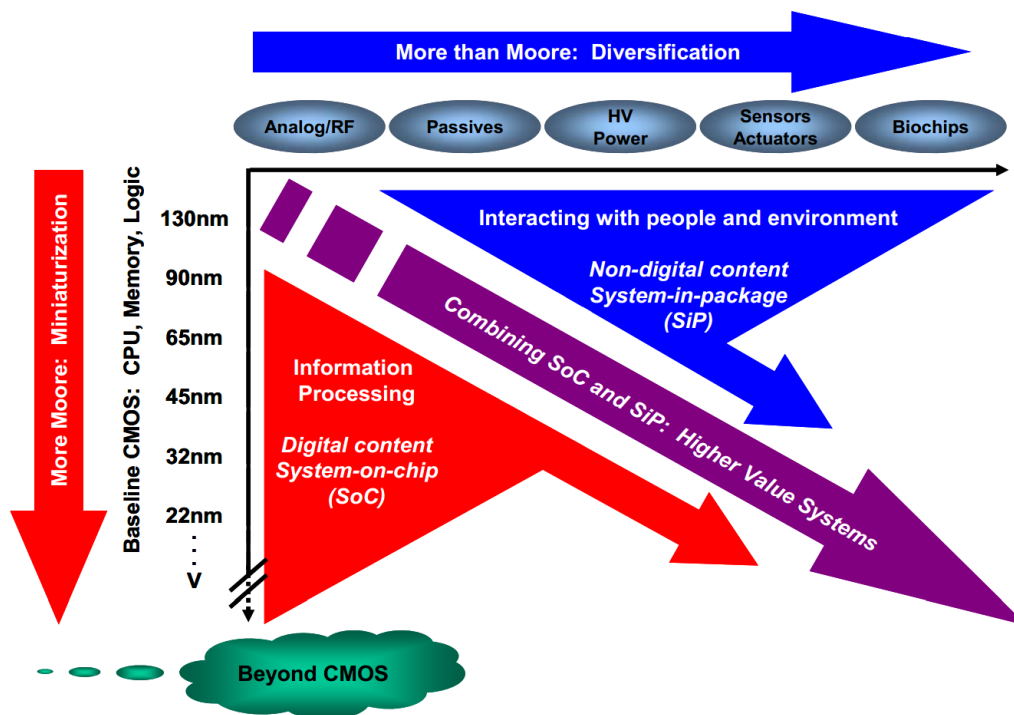 More than Moore: Diversification
Analog/RF
Passives
HV
Power
Sensors
Actuators
Biochips
More Moore: Miniaturization
Baseline CMOS: CPU, Memory, Logic
130nm
90nm
65nm
45nm
32nm
22nm
.
.
.
V
Interacting with people and environment
Non-digital content
System-in-package
(SiP)
Combining SoC and SiP: Higher Value Systems
Information
Processing
Digital content
System-on-chip
(SoC)
Beyond CMOS